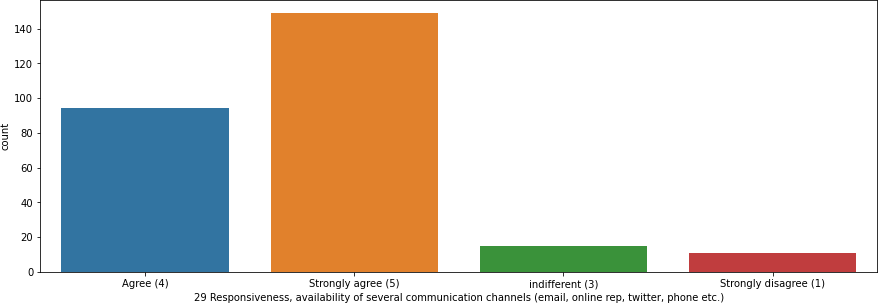 140
120
100
80
60
40
20
0
count
Agree (4) Strongly agree (5) indifferent (3) Strongly disagree (1)
29 Responsiveness, availability of several communication channels (email, online rep, twitter, phone etc.)